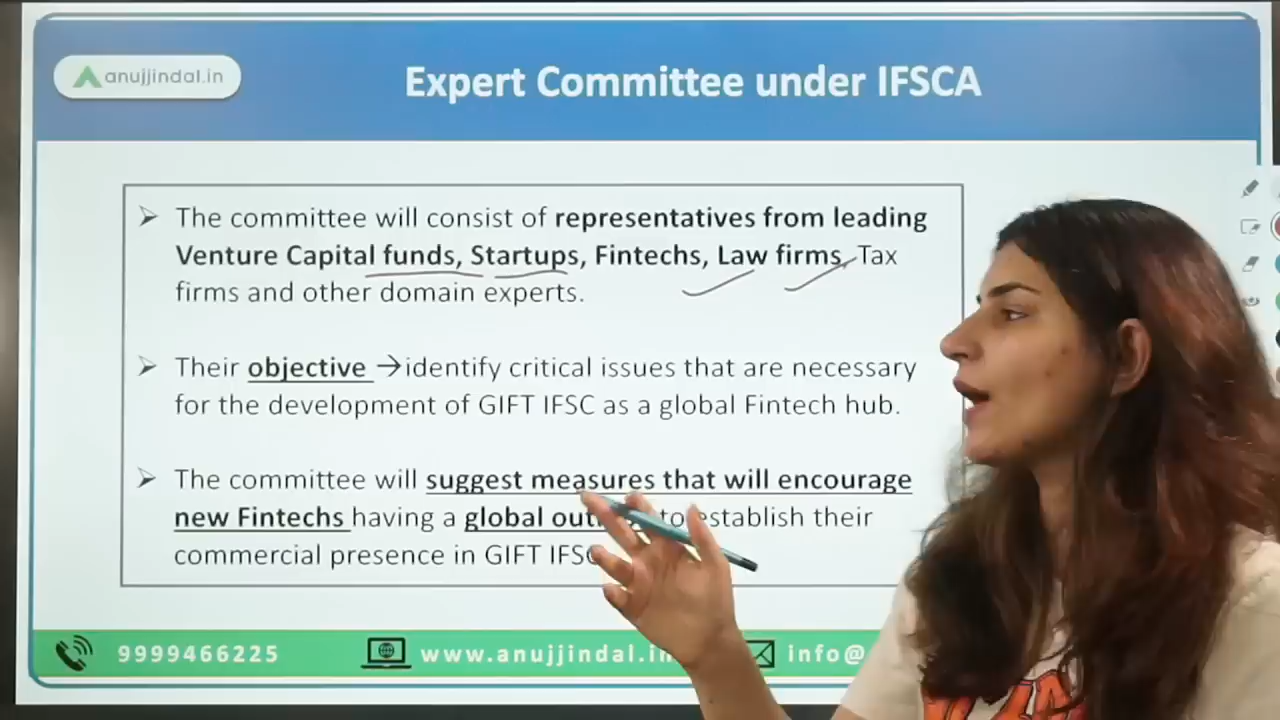 anujjindal.in
Expert Committee under IFSCA
➢ The committee will consist of representatives from leading
Venture Capital funds, Startups, Fintechs, Law firms, Tax
firms and other domain experts.
➢ Their objective →identify critical issues that are necessary
for the development of GIFT IFSC as a global Fintech hub.
➢ The committee will suggest measures that will encourage
new Fintechs having a global to establish their
commercial presence in GIFT
9999466225
www.anujjindal.in
info@